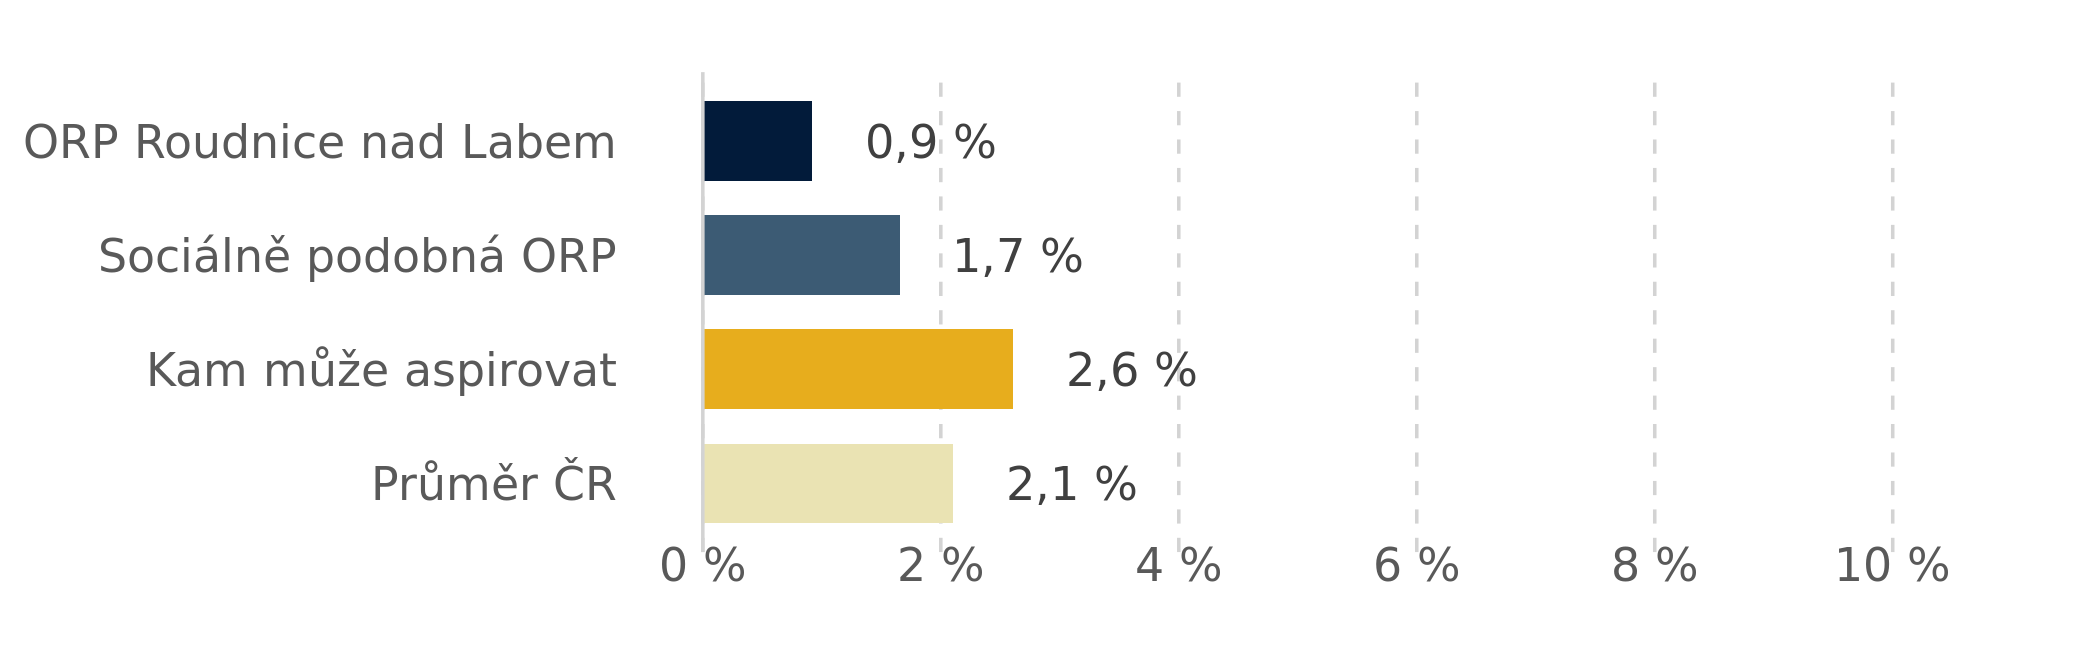 ORP Roudnice nad Labem 0,9 %
Sociálně podobná ORP 1,7 %
Kam může aspirovat 2,6 %
Průměr ČR 2,1 %
0 % 2 % 4 % 6 % 8 % 10 %